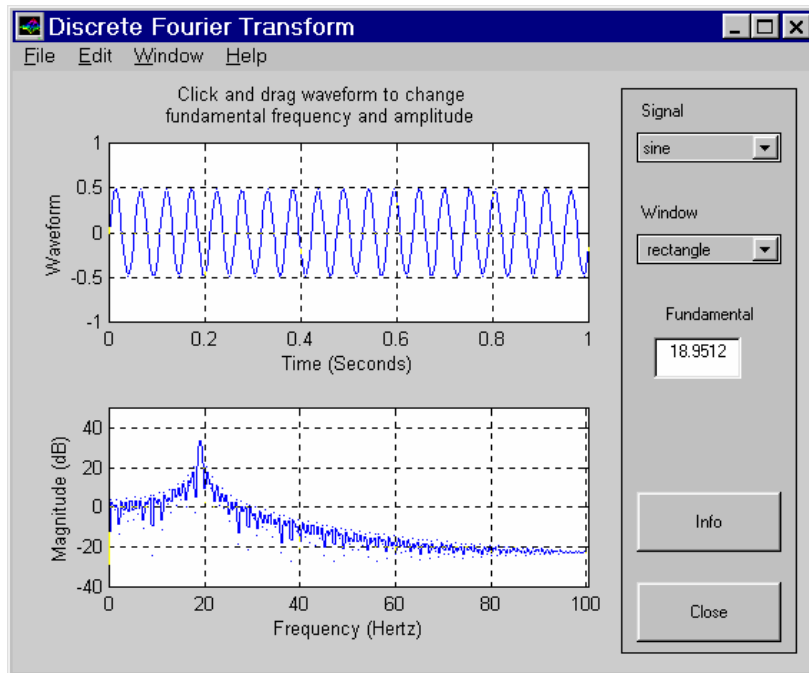 Discrete Fourier Transform
File Edit Window Help
Click and drag waveform to change
fundamental frequency and amplitude
1
0.5
0
-0.5
-1
Waveform
0 0.2 0.4 0.6 0.8 1
Time (Seconds)
40
20
0
-20
-40
Magnitude (dB)
0 20 40 60 80 100
Frequency (Hertz)
Signal
sine
Window
rectangle
Fundamental
18.9512
Info
Close